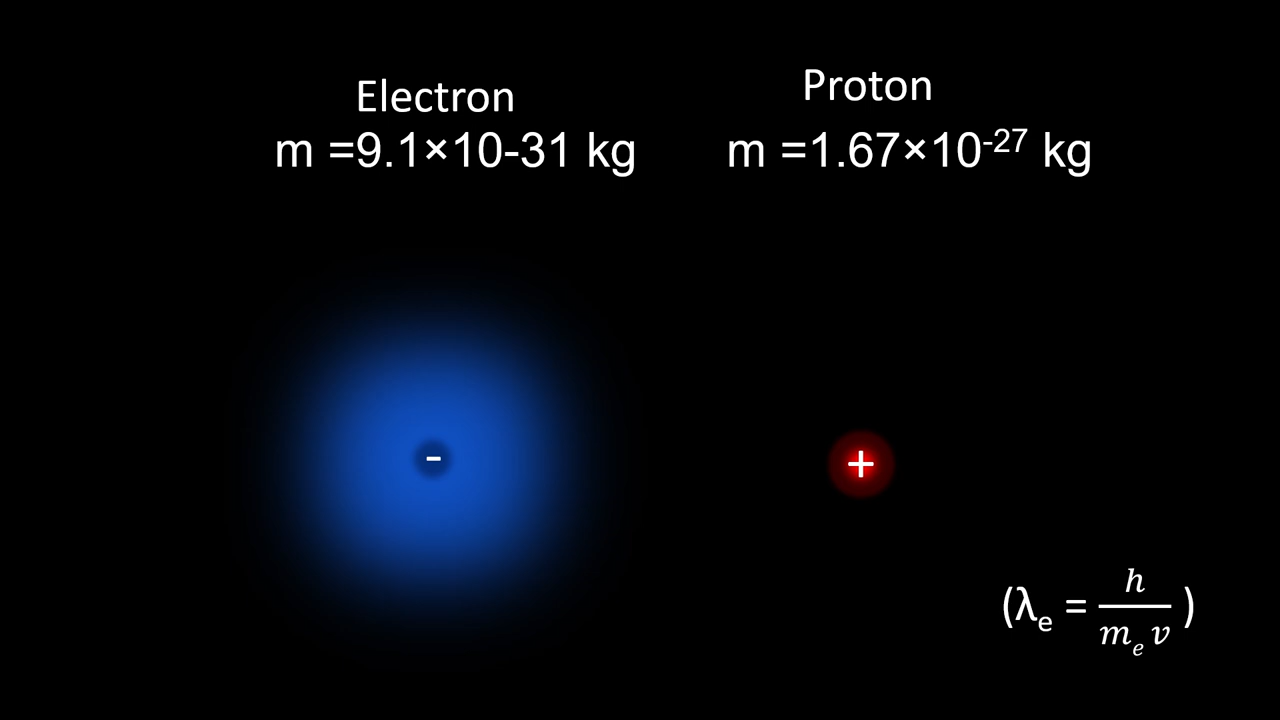 Electron
m =9.1×10-31 kg
Proton
m =1.67×10⁻²⁷ kg
-
+
(λₑ = h / mₑ v )